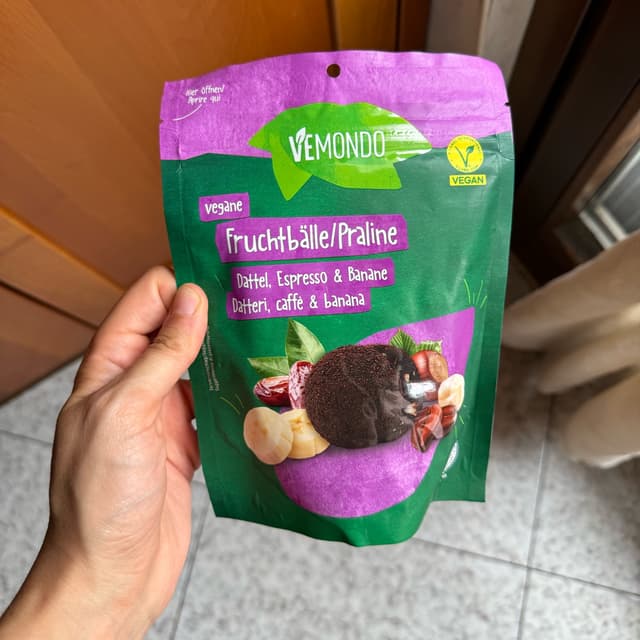 Hier öffnen/
Aprire qui
VEMONDO
VEGAN
vegane
Fruchtbälle/Praline
Dattel, Espresso & Banane
Datteri, caffè & banana